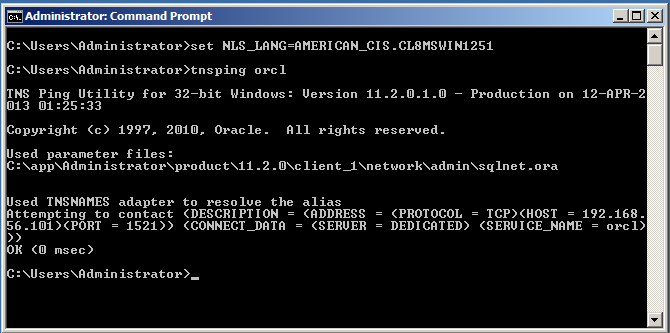 Administrator: Command Prompt
C:\Users\Administrator>set NLS_LANG=AMERICAN_CIS.CL8MSWIN1251
C:\Users\Administrator>tnsping orcl
TNS Ping Utility for 32-bit Windows: Version 11.2.0.1.0 - Production on 12-APR-2
013 01:25:33
Copyright (c) 1997, 2010, Oracle.  All rights reserved.
Used parameter files:
C:\app\Administrator\product\11.2.0\client_1\network\admin\sqlnet.ora
Used TNSNAMES adapter to resolve the alias
Attempting to contact (DESCRIPTION = (ADDRESS = (PROTOCOL = TCP)(HOST = 192.168.
56.101)(PORT = 1521)) (CONNECT_DATA = (SERVER = DEDICATED) (SERVICE_NAME = orcl)
))
OK (0 msec)
C:\Users\Administrator>_